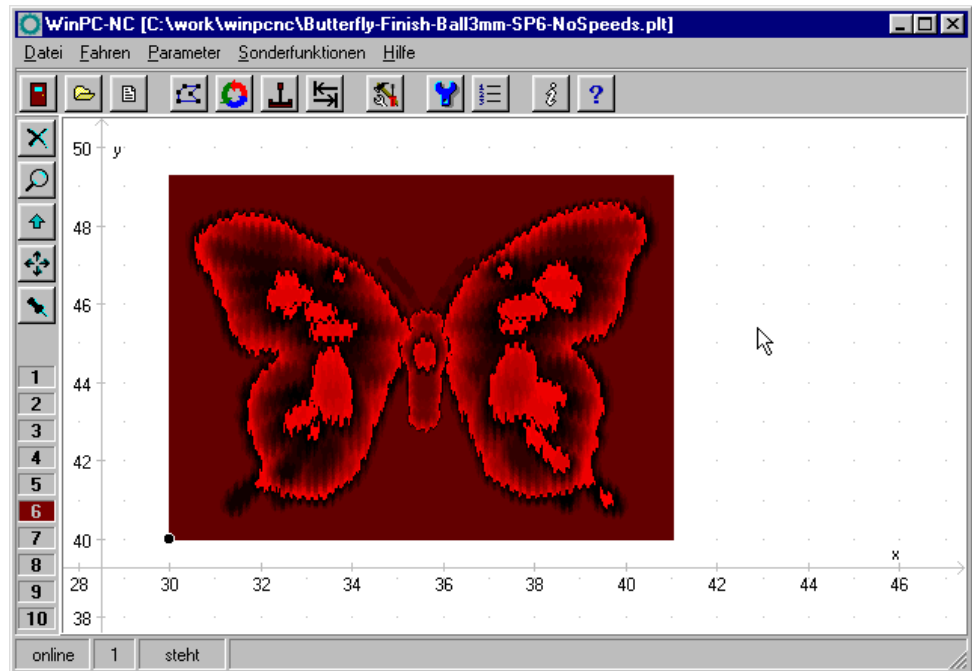 WinPC-NC [C:\work\winpcnc\Butterfly-Finish-Ball3mm-SP6-NoSpeeds.plt]
Datei Fahren Parameter Sonderfunktionen Hilfe
50 y
48
46
44
42
40
x
28 30 32 34 36 38 40 42 44 46
38
1
2
3
4
5
6
7
8
9
10
online 1 steht